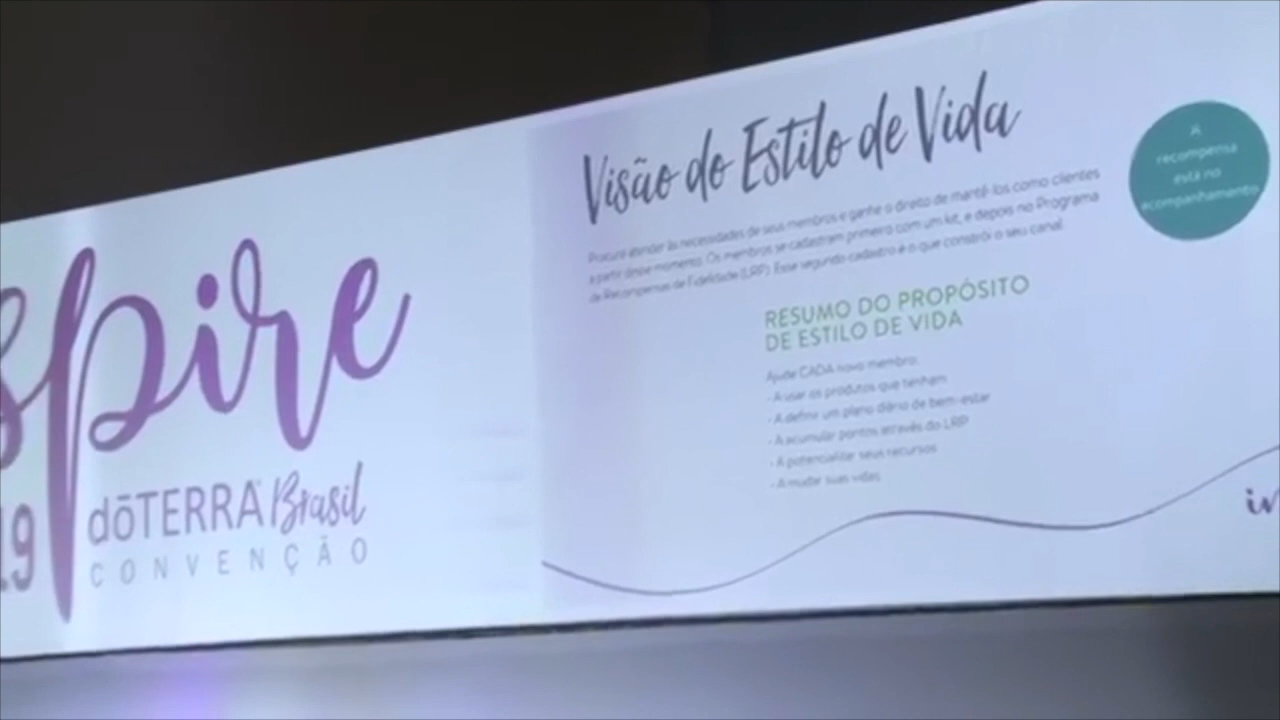 spire
19
dōTERRA Brasil
CONVENÇÃO
Visão do Estilo de Vida
Procura atender às necessidades de seus membros e ganhe o direito de mantê-los como clientes
a partir desse momento. Os membros se cadastram primeiro com um kit, e depois no Programa
de Recompensas de Fidelidade (LRP). Esse segundo cadastro é o que constrói o seu canal.
A
recompensa
está no
acompanhamento
RESUMO DO PROPÓSITO
DE ESTILO DE VIDA
Ajude CADA novo membro:
- A usar os produtos que tenham
- A definir um plano diário de bem-estar
- A acumular pontos através do LRP
- A potencializar seus recursos
- A mudar suas vidas